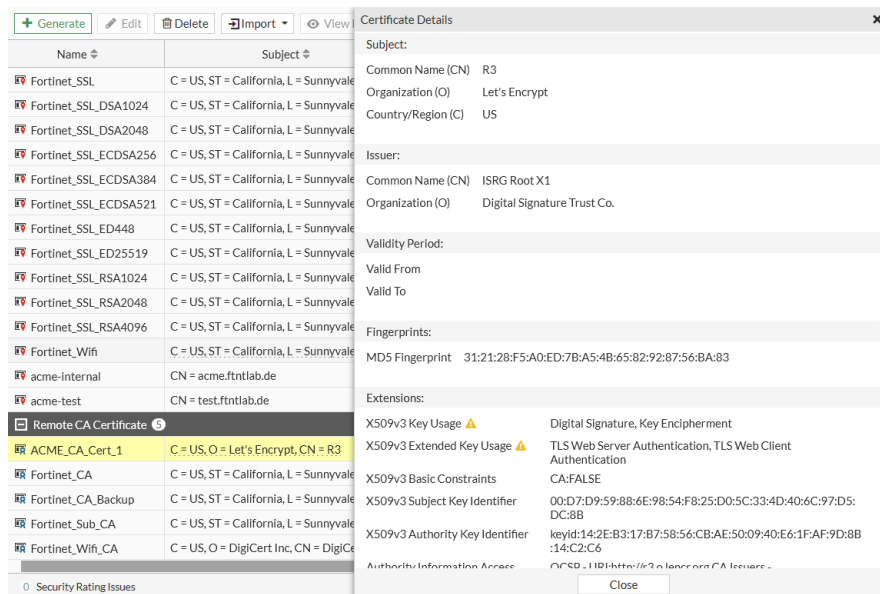 Generate Edit Delete Import View
Name Subject
Fortinet_SSL C = US, ST = California, L = Sunnyvale
Fortinet_SSL_DSA1024 C = US, ST = California, L = Sunnyvale
Fortinet_SSL_DSA2048 C = US, ST = California, L = Sunnyvale
Fortinet_SSL_ECDSA256 C = US, ST = California, L = Sunnyvale
Fortinet_SSL_ECDSA384 C = US, ST = California, L = Sunnyvale
Fortinet_SSL_ECDSA521 C = US, ST = California, L = Sunnyvale
Fortinet_SSL_ED448 C = US, ST = California, L = Sunnyvale
Fortinet_SSL_ED25519 C = US, ST = California, L = Sunnyvale
Fortinet_SSL_RSA1024 C = US, ST = California, L = Sunnyvale
Fortinet_SSL_RSA2048 C = US, ST = California, L = Sunnyvale
Fortinet_SSL_RSA4096 C = US, ST = California, L = Sunnyvale
Fortinet_Wifi C = US, ST = California, L = Sunnyvale
acme-internal CN = acme.ftntlab.de
acme-test CN = test.ftntlab.de
Remote CA Certificate 5
ACME_CA_Cert_1 C = US, O = Let's Encrypt, CN = R3
Fortinet_CA C = US, ST = California, L = Sunnyvale
Fortinet_CA_Backup C = US, ST = California, L = Sunnyvale
Fortinet_Sub_CA C = US, ST = California, L = Sunnyvale
Fortinet_Wifi_CA C = US, O = DigiCert Inc, CN = DigiCe
0 Security Rating Issues
Certificate Details
Subject:
Common Name (CN) R3
Organization (O) Let's Encrypt
Country/Region (C) US
Issuer:
Common Name (CN) ISRG Root X1
Organization (O) Digital Signature Trust Co.
Validity Period:
Valid From
Valid To
Fingerprints:
MD5 Fingerprint 31:21:28:F5:A0:ED:7B:A5:4B:65:82:92:87:56:BA:83
Extensions:
X509v3 Key Usage Digital Signature, Key Encipherment
X509v3 Extended Key Usage TLS Web Server Authentication, TLS Web Client
Authentication
X509v3 Basic Constraints CA:FALSE
X509v3 Subject Key Identifier 00:D7:D9:59:88:6E:98:54:F8:25:D0:5C:33:4D:40:6C:97:D5:
DC:8B
X509v3 Authority Key Identifier keyid:14:2E:B3:17:B7:58:56:CB:AE:50:09:40:E6:1F:AF:9D:8B
:14:C2:C6
Authority Information Access OCSP - URI:http://r3.o.lencr.org CA Issuers -
Close